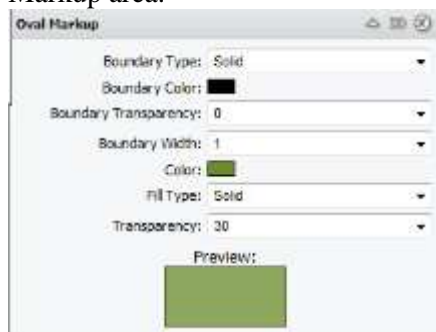 Markup area.
Oval Markup
Boundary Type: Solid
Boundary Color:
Boundary Transparency: 0
Boundary Width: 1
Color:
Fill Type: Solid
Transparency: 30
Preview: